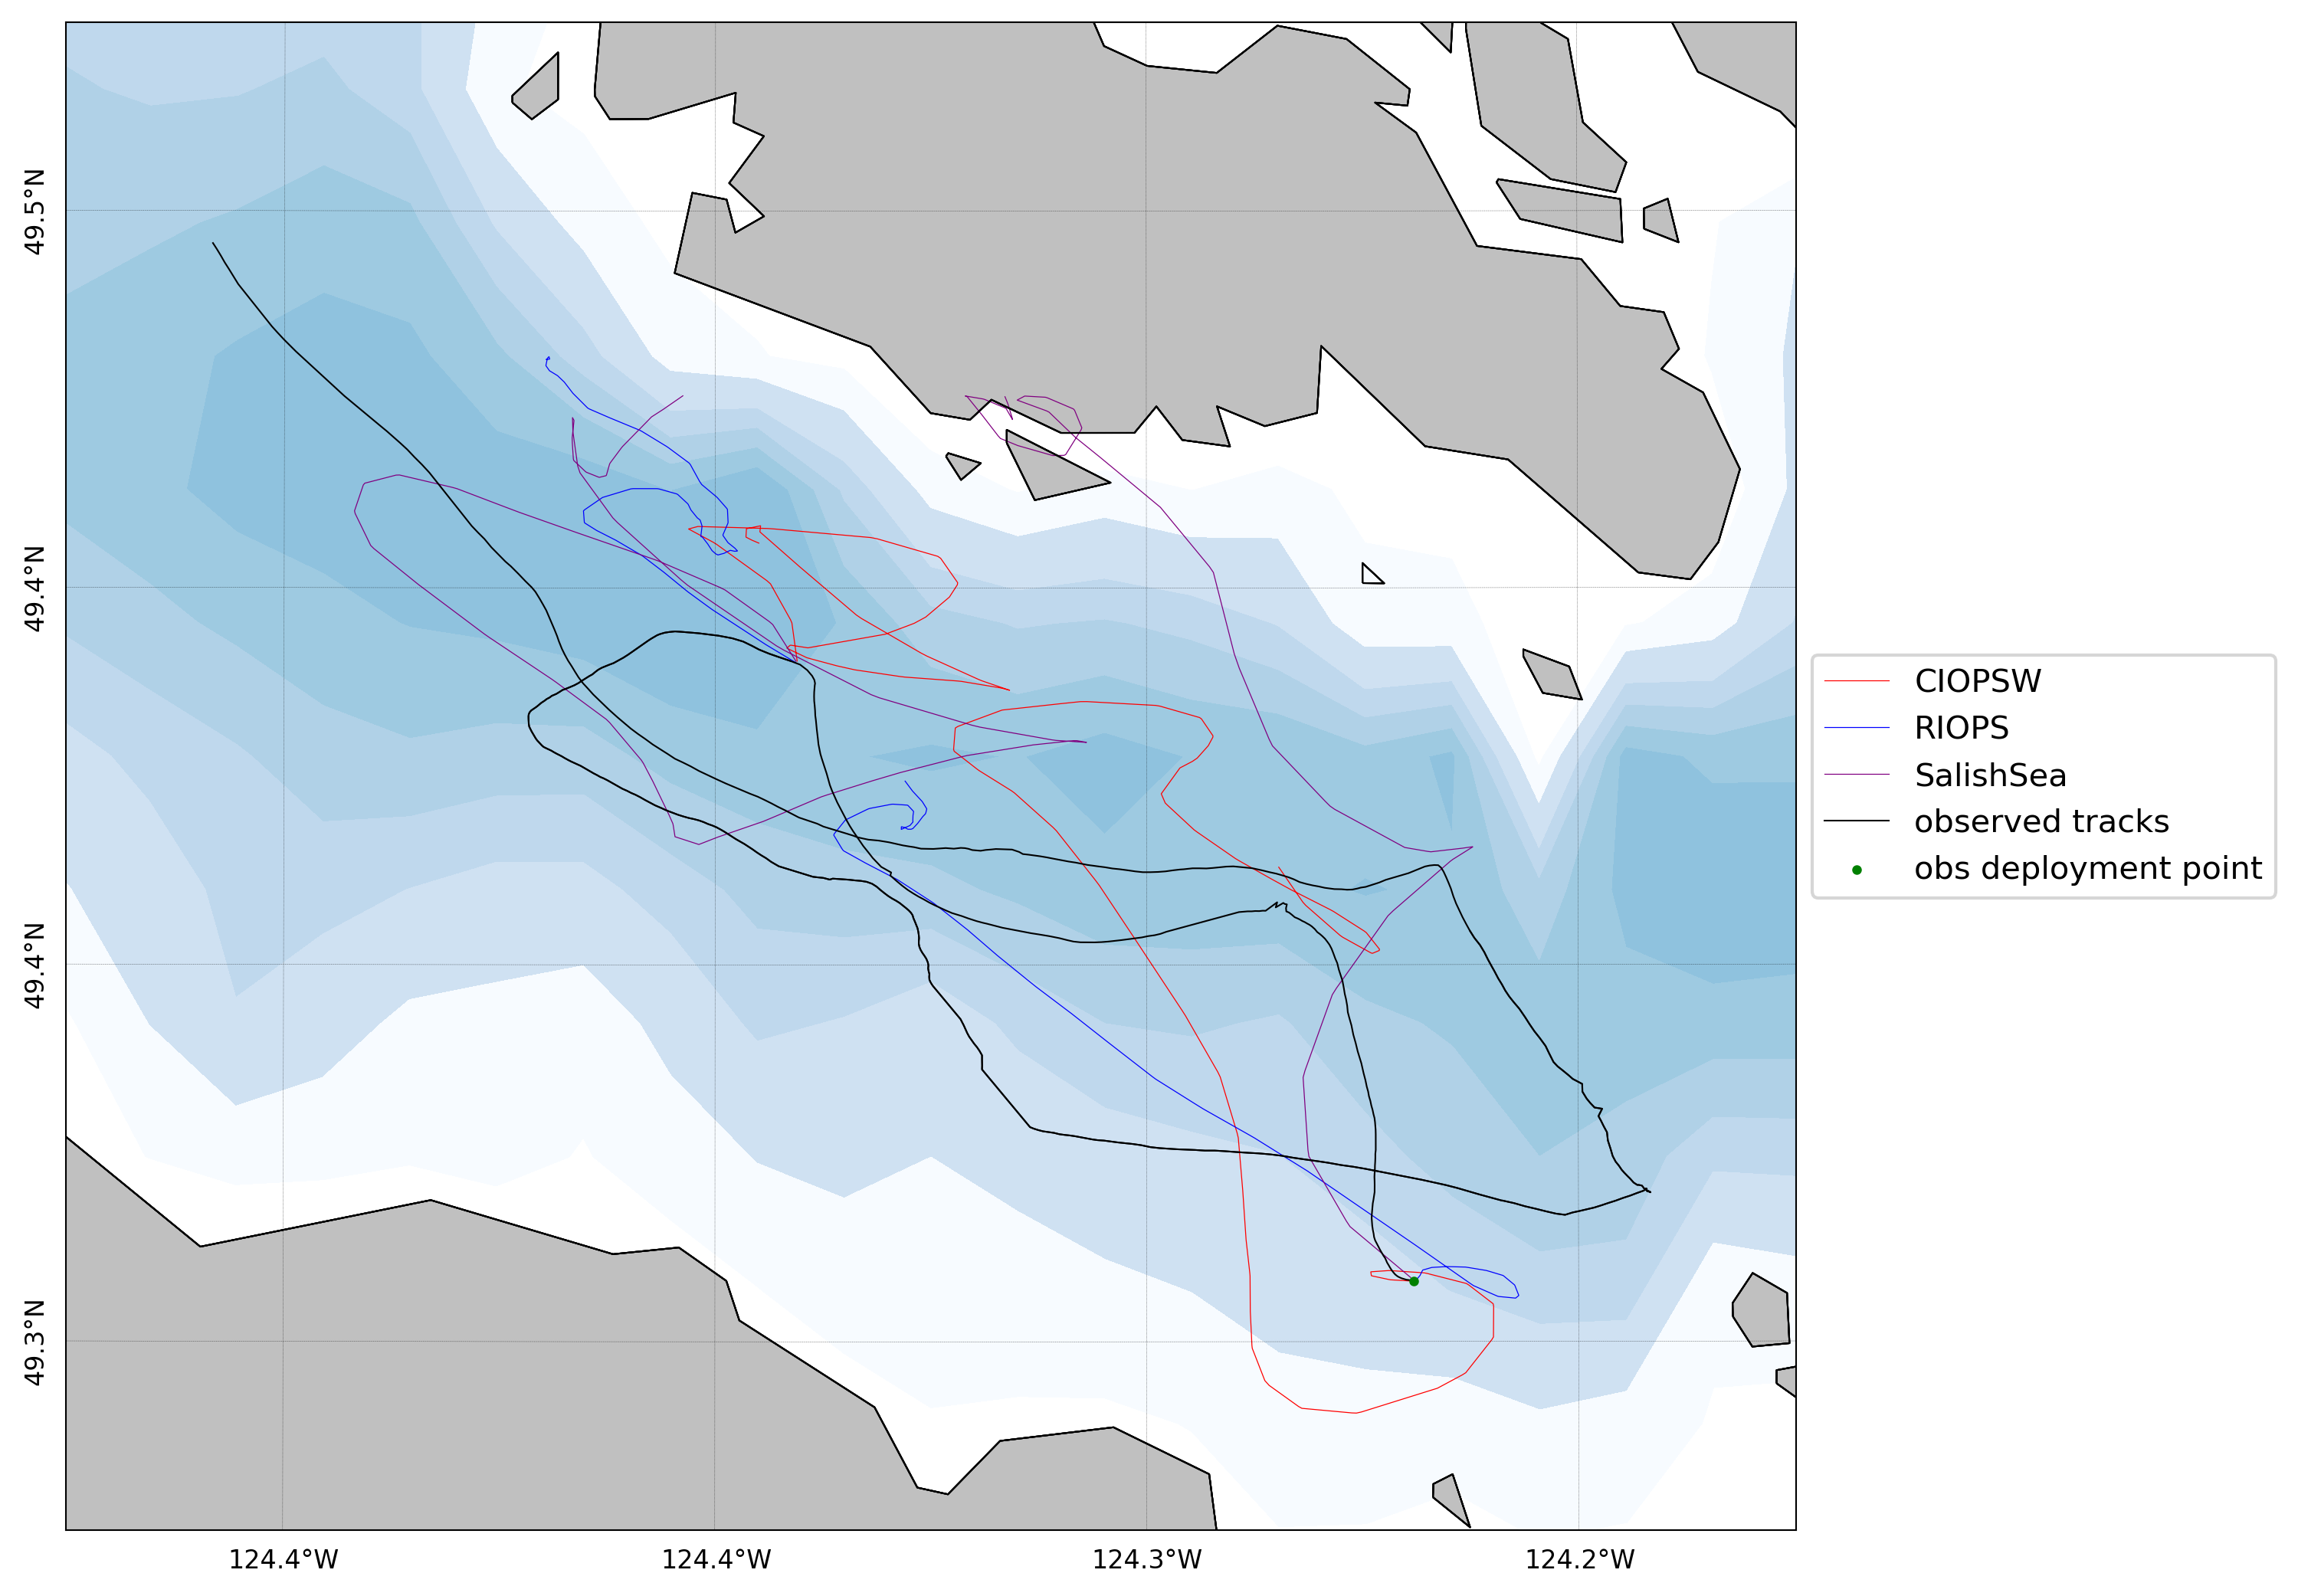 49.5°N
49.4°N
49.4°N
49.3°N
124.4°W
124.4°W
124.3°W
124.2°W
CIOPSW
RIOPS
SalishSea
observed tracks
obs deployment point